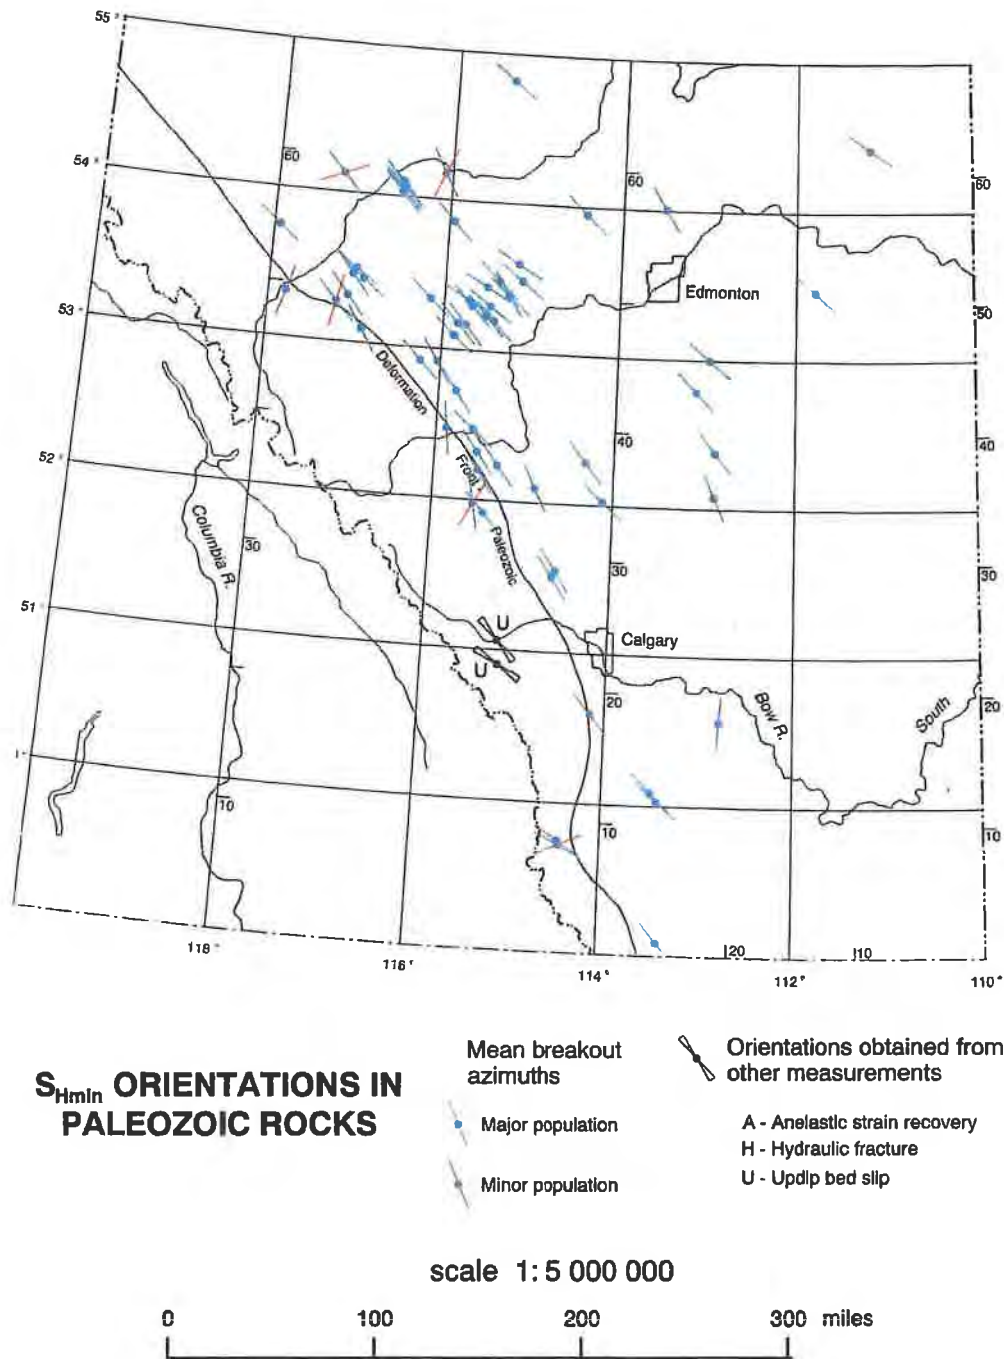 55°
54°
53°
52°
51°
60
60
60
50
40
40
30
30
30
20
20
10
10
10
20
10
Edmonton
Deformation
Front
Paleozoic
Columbia R.
U
U
Calgary
Bow R.
South
118°
116°
114°
112°
110°
SHmin ORIENTATIONS IN
PALEOZOIC ROCKS
Mean breakout
azimuths
Major population
Minor population
Orientations obtained from
other measurements
A - Anelastic strain recovery
H - Hydraulic fracture
U - Updip bed slip
scale 1: 5 000 000
0 100 200 300 miles